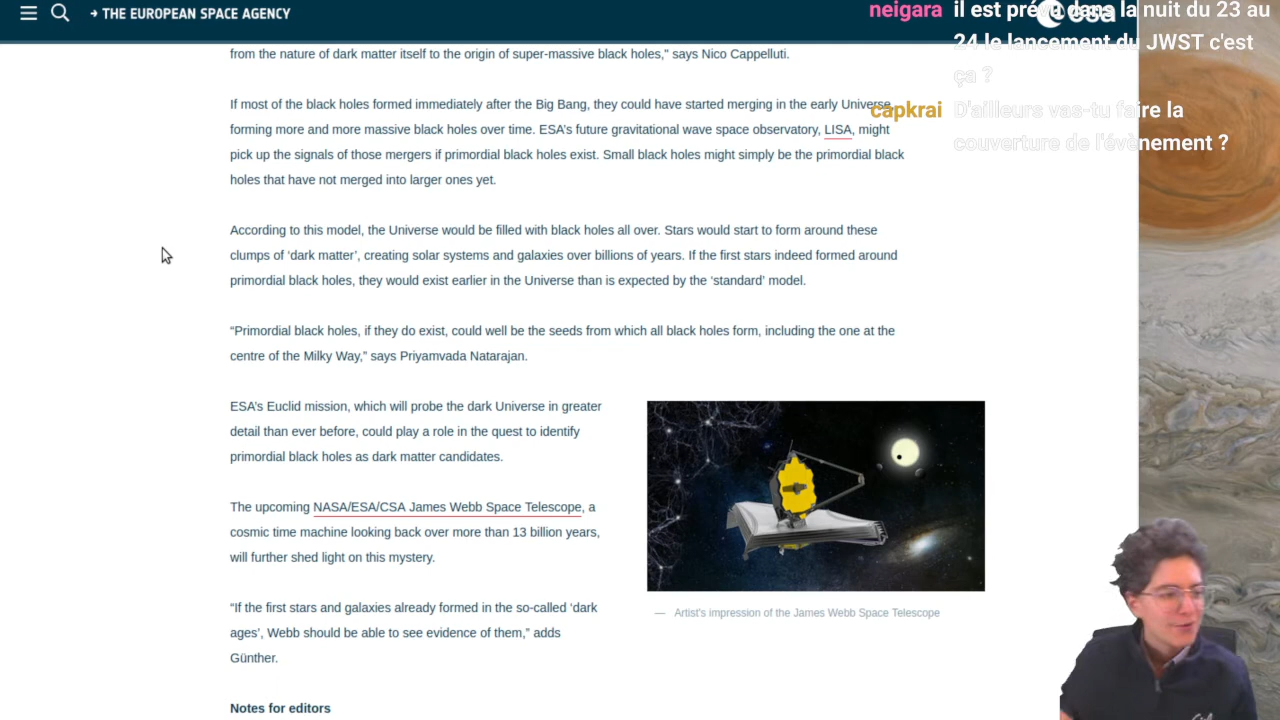 → THE EUROPEAN SPACE AGENCY
esa
neigara il est prévu dans la nuit du 23 au
24 le lancement du JWST c'est
ça ?
capkrai D'ailleurs vas-tu faire la
couverture de l'évènement ?
from the nature of dark matter itself to the origin of super-massive black holes," says Nico Cappelluti.
If most of the black holes formed immediately after the Big Bang, they could have started merging in the early Universe,
forming more and more massive black holes over time. ESA's future gravitational wave space observatory, LISA, might
pick up the signals of those mergers if primordial black holes exist. Small black holes might simply be the primordial black
holes that have not merged into larger ones yet.
According to this model, the Universe would be filled with black holes all over. Stars would start to form around these
clumps of ‘dark matter’, creating solar systems and galaxies over billions of years. If the first stars indeed formed around
primordial black holes, they would exist earlier in the Universe than is expected by the ‘standard’ model.
“Primordial black holes, if they do exist, could well be the seeds from which all black holes form, including the one at the
centre of the Milky Way,” says Priyamvada Natarajan.
ESA’s Euclid mission, which will probe the dark Universe in greater
detail than ever before, could play a role in the quest to identify
primordial black holes as dark matter candidates.
The upcoming NASA/ESA/CSA James Webb Space Telescope, a
cosmic time machine looking back over more than 13 billion years,
will further shed light on this mystery.
“If the first stars and galaxies already formed in the so-called ‘dark
ages’, Webb should be able to see evidence of them,” adds
Günther.
— Artist's impression of the James Webb Space Telescope
Notes for editors